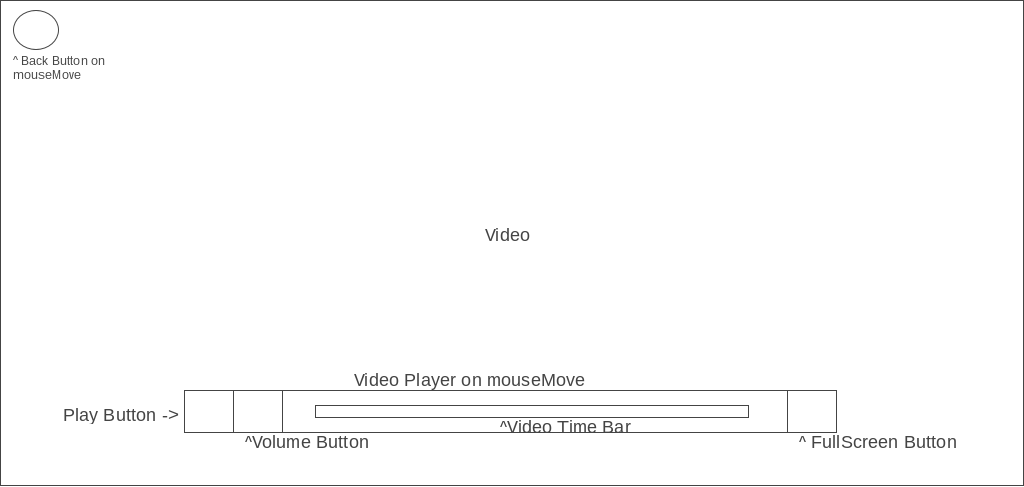 ^ Back Button on
mouseMove
Video
Video Player on mouseMove
Play Button ->
^Video Time Bar
^Volume Button
^ FullScreen Button